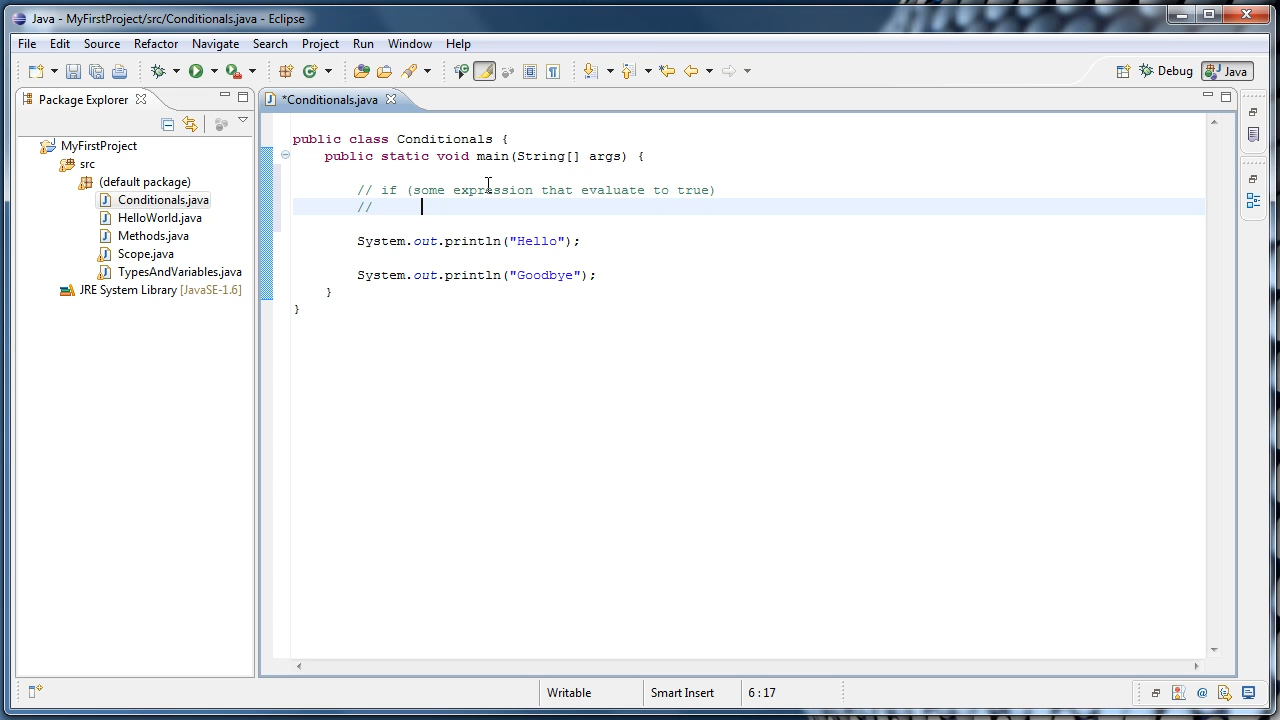 Java - MyFirstProject/src/Conditionals.java - Eclipse
File Edit Source Refactor Navigate Search Project Run Window Help
Debug Java
Package Explorer
*Conditionals.java
MyFirstProject
src
(default package)
Conditionals.java
HelloWorld.java
Methods.java
Scope.java
TypesAndVariables.java
JRE System Library [JavaSE-1.6]
public class Conditionals {
public static void main(String[] args) {
// if (some expression that evaluate to true)
//
System.out.println("Hello");
System.out.println("Goodbye");
}
}
Writable Smart Insert 6 : 17